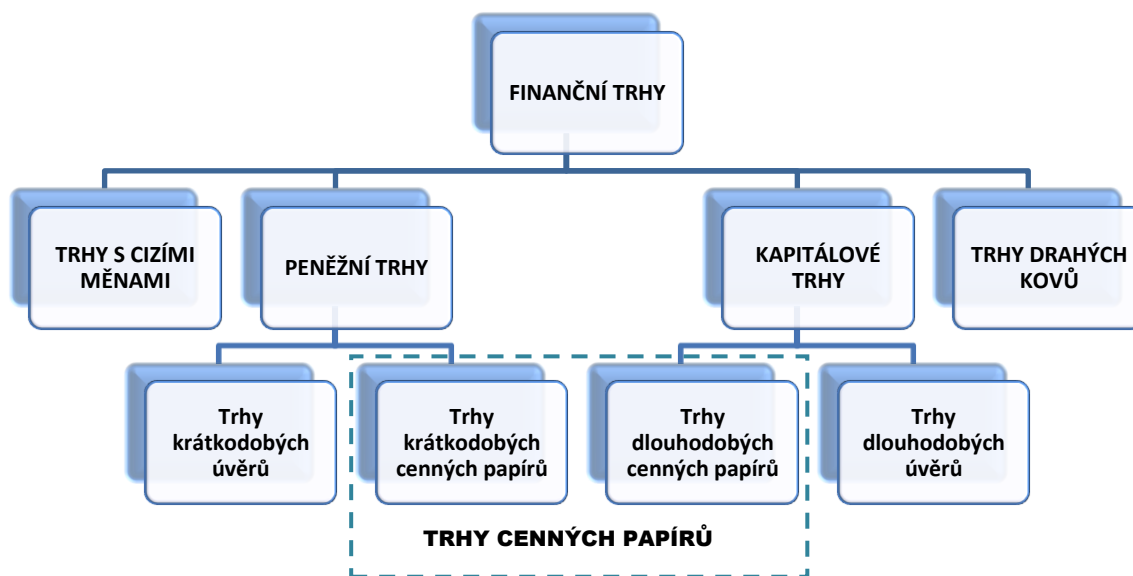 FINANČNÍ TRHY
TRHY S CIZÍMI
MĚNAMI
PENĚŽNÍ TRHY
KAPITÁLOVÉ
TRHY
TRHY DRAHÝCH
KOVŮ
Trhy
krátkodobých
úvěrů
Trhy
krátkodobých
cenných papírů
Trhy
dlouhodobých
cenných papírů
Trhy
dlouhodobých
úvěrů
TRHY CENNÝCH PAPÍRŮ